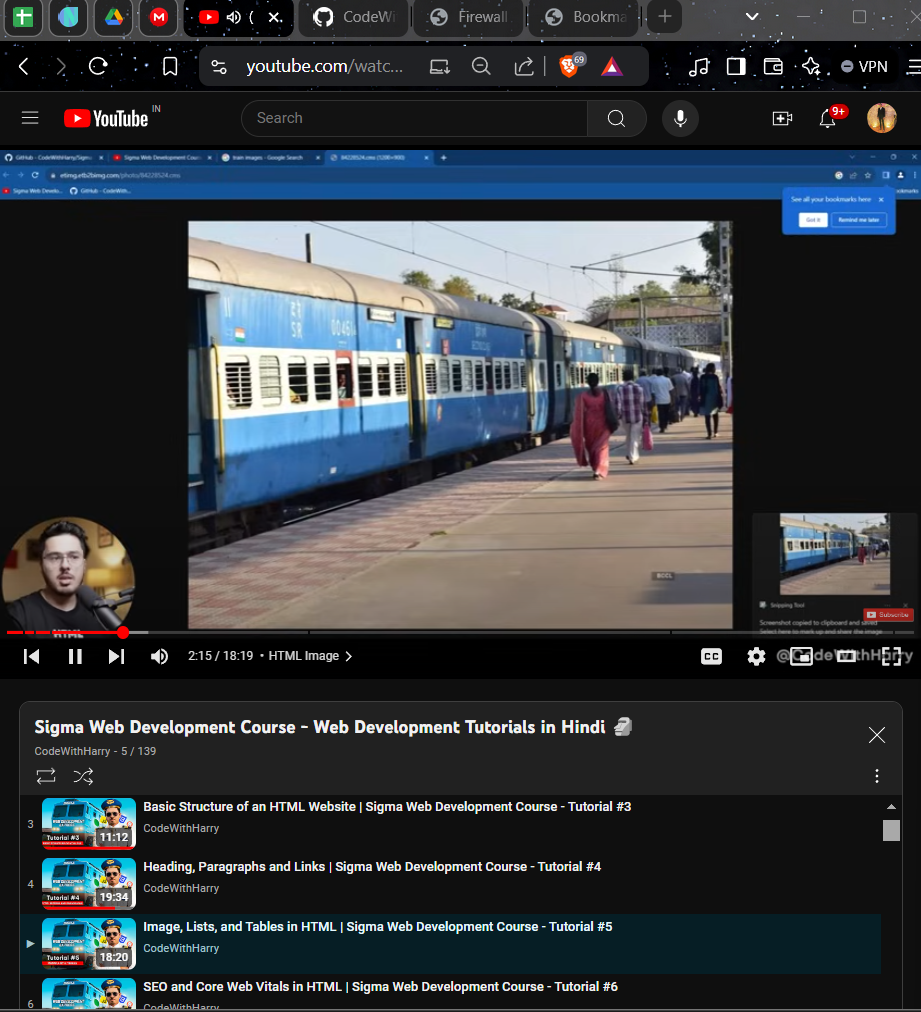 CodeWi
Firewall
Bookma
youtube.com/watc...
69
VPN
YouTube IN
Search
9+
GitHub - CodeWithHarry/Sigma
Sigma Web Development Cours
train images - Google Search
84228524.cms (1200×900)
etimg.etb2bimg.com/photo/84228524.cms
Sigma Web Develo...
GitHub - CodeWith...
See all your bookmarks here
Got it
Remind me later
SR
BCCL
HTML
Snipping Tool
Screenshot copied to clipboard and saved
Select here to mark up and share the image
Subscribe
2:15 / 18:19 • HTML Image
CC
@CodeWithHarry
Sigma Web Development Course - Web Development Tutorials in Hindi 🗿
CodeWithHarry - 5 / 139
3
Tutorial #3
11:12
Basic Structure of an HTML Website | Sigma Web Development Course - Tutorial #3
CodeWithHarry
4
Tutorial #4
19:34
Heading, Paragraphs and Links | Sigma Web Development Course - Tutorial #4
CodeWithHarry
Tutorial #5
18:20
Image, Lists, and Tables in HTML | Sigma Web Development Course - Tutorial #5
CodeWithHarry
6
SEO and Core Web Vitals in HTML | Sigma Web Development Course - Tutorial #6
CodeWithHarry